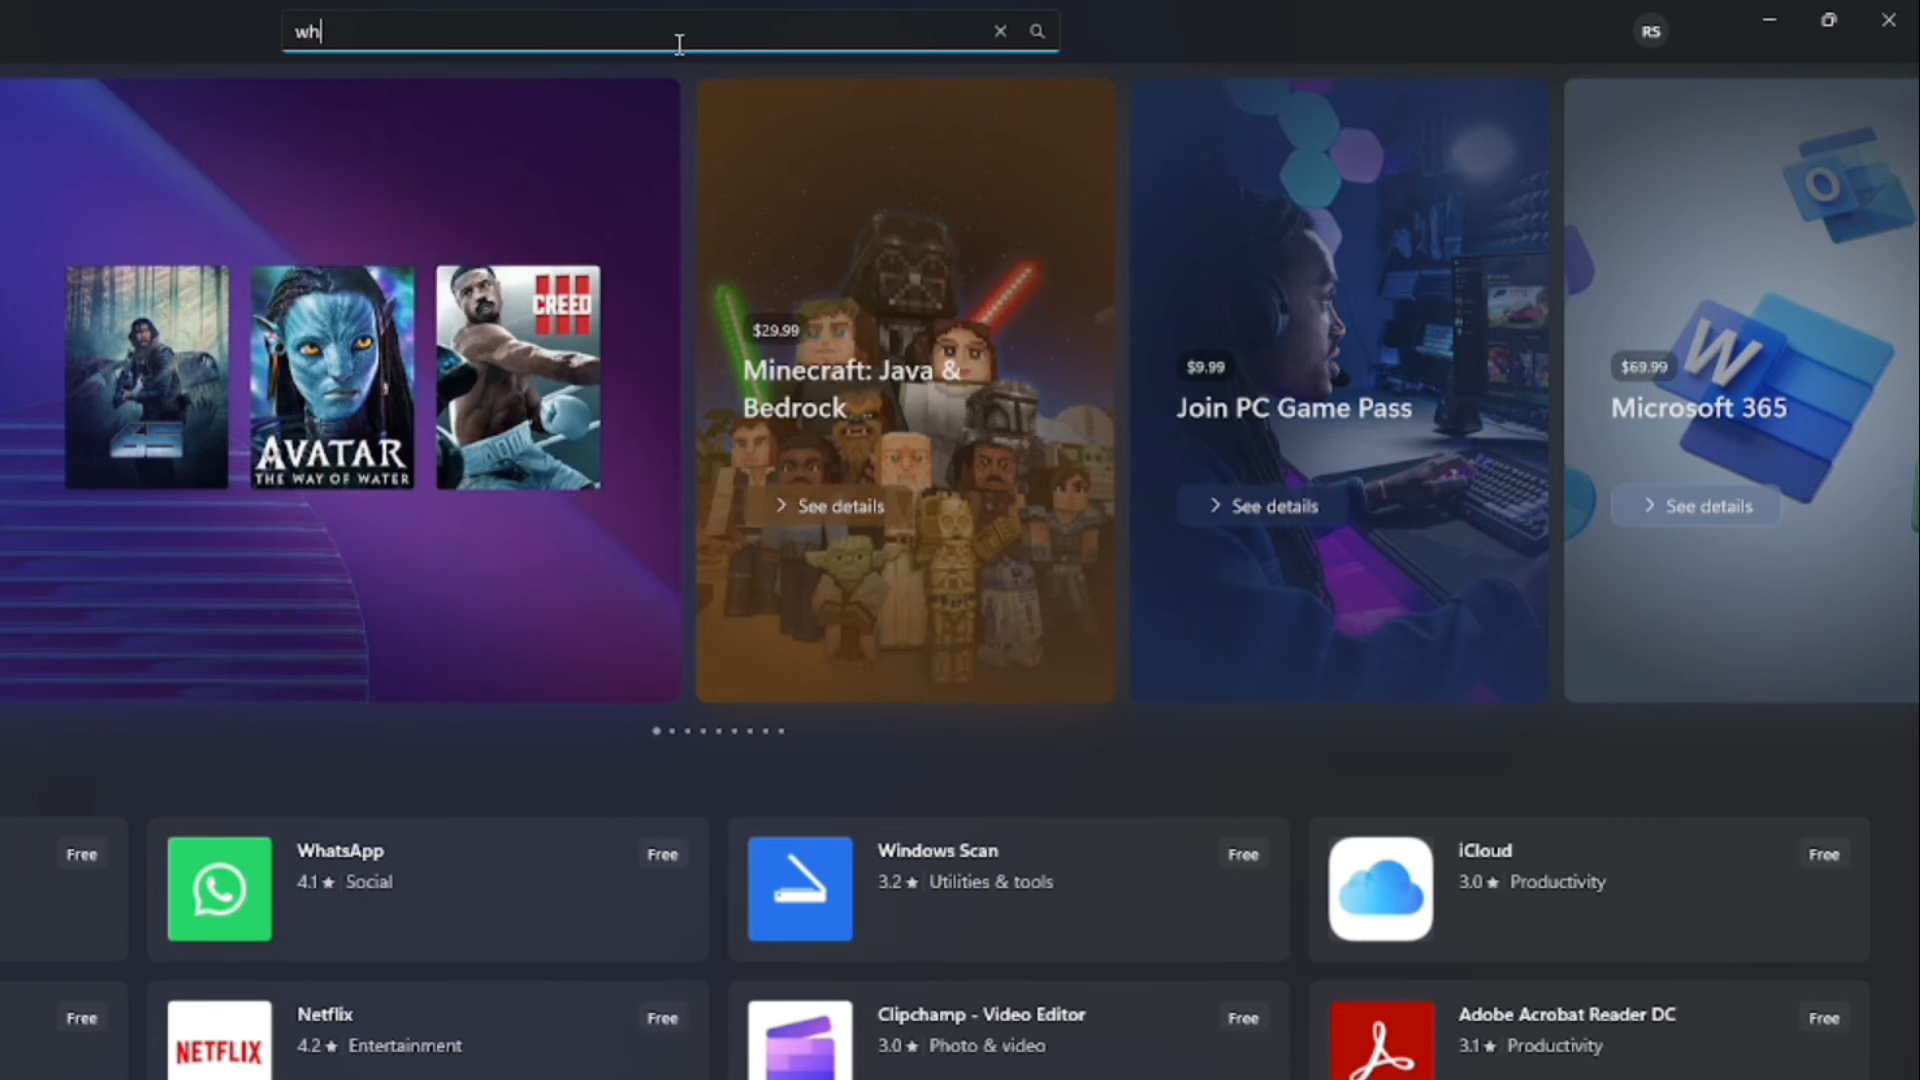 wh
RS
CREED
III
65
AVATAR
THE WAY OF WATER
$29.99
Minecraft: Java &
Bedrock
See details
$9.99
Join PC Game Pass
See details
$69.99
Microsoft 365
See details
O
W
Free
WhatsApp
Free
4.1★ Social
Windows Scan
Free
3.2★ Utilities & tools
iCloud
Free
3.0★ Productivity
Free
NETFLIX
Netflix
Free
4.2★ Entertainment
Clipchamp - Video Editor
Free
3.0★ Photo & video
Adobe Acrobat Reader DC
Free
3.1★ Productivity